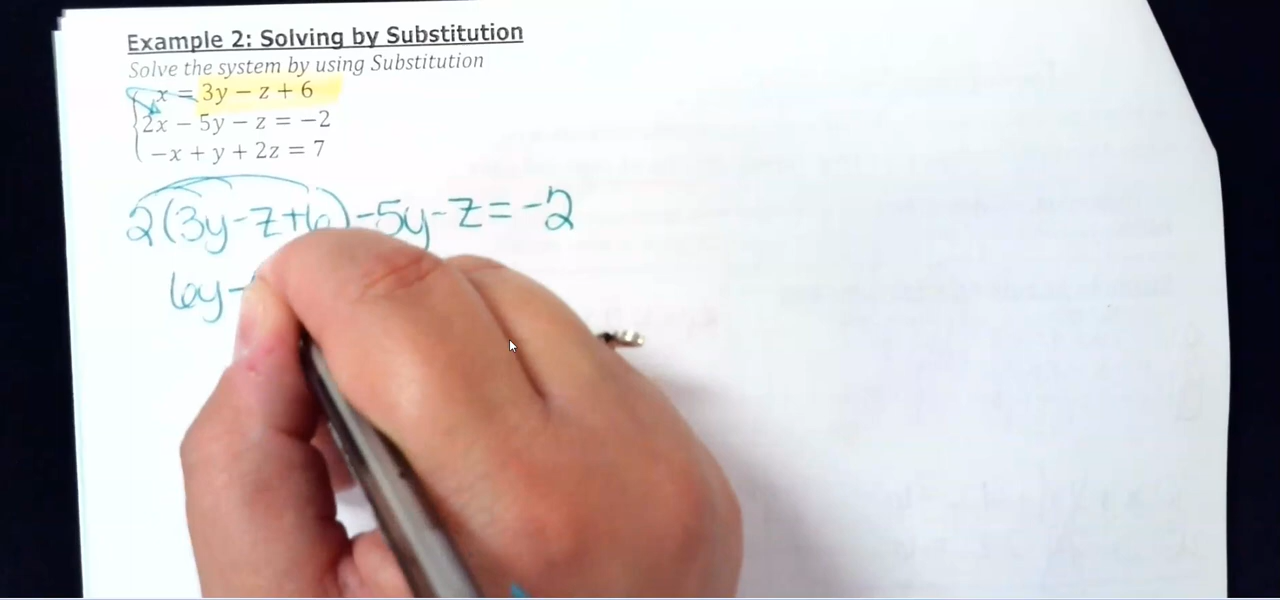 Example 2: Solving by Substitution
Solve the system by using Substitution
x = 3y − z + 6
2x − 5y − z = −2
−x + y + 2z = 7
2(3y-z+6)-5y-z=-2
6y-